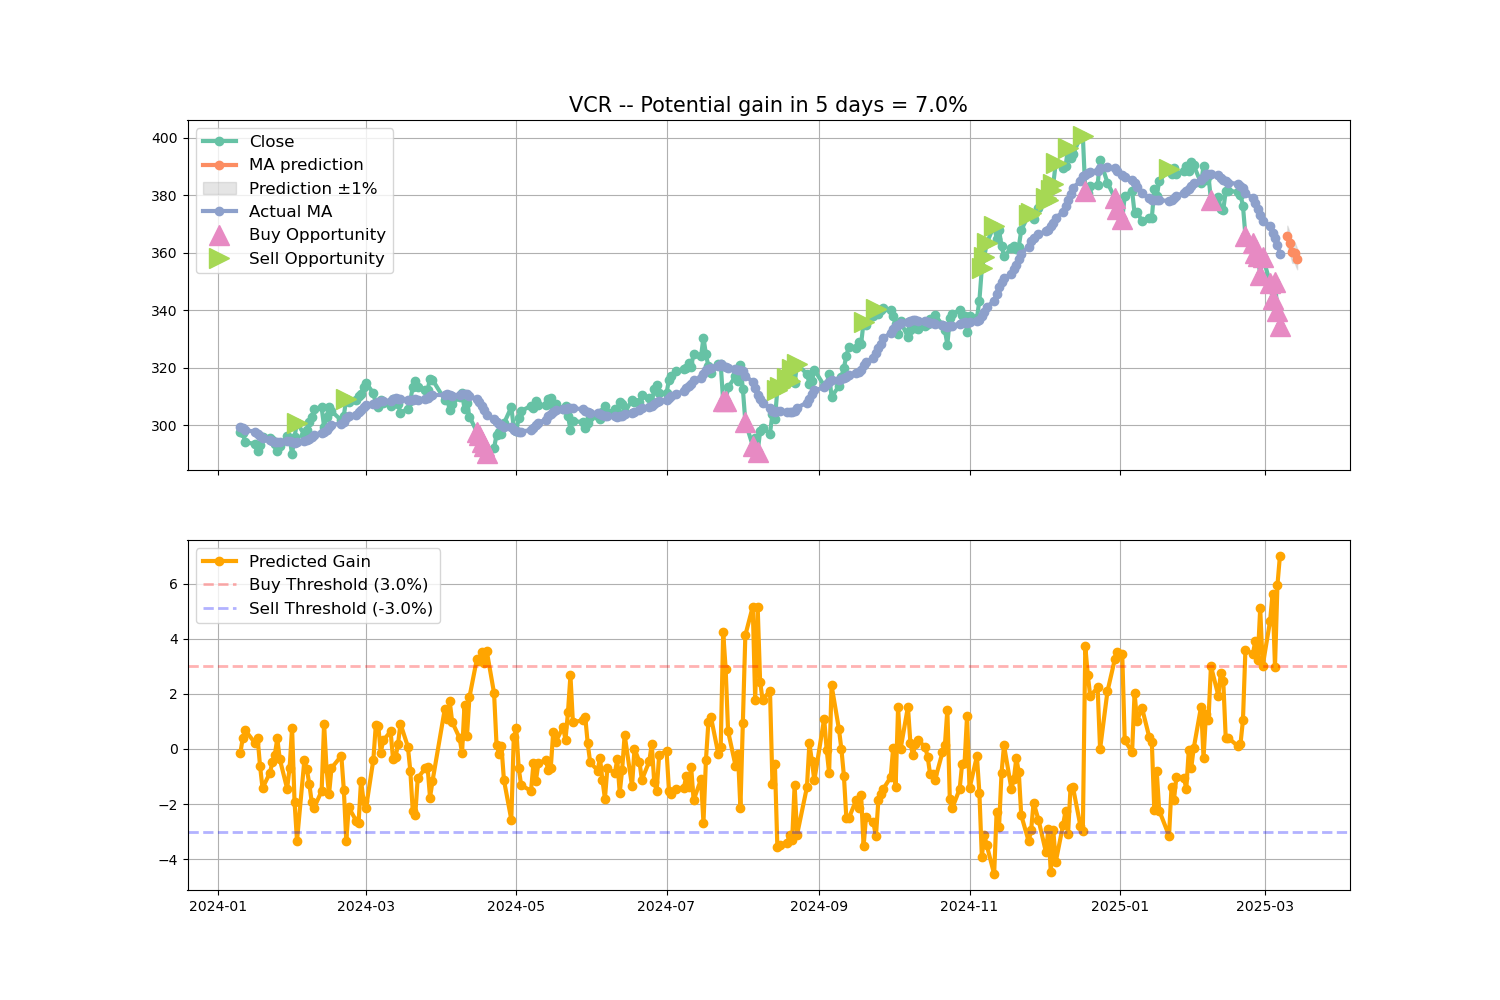 VCR -- Potential gain in 5 days = 7.0%
400
380
360
340
320
300
Close
MA prediction
Prediction ±1%
Actual MA
Buy Opportunity
Sell Opportunity
6
4
2
0
−2
−4
Predicted Gain
Buy Threshold (3.0%)
Sell Threshold (-3.0%)
2024-01
2024-03
2024-05
2024-07
2024-09
2024-11
2025-01
2025-03